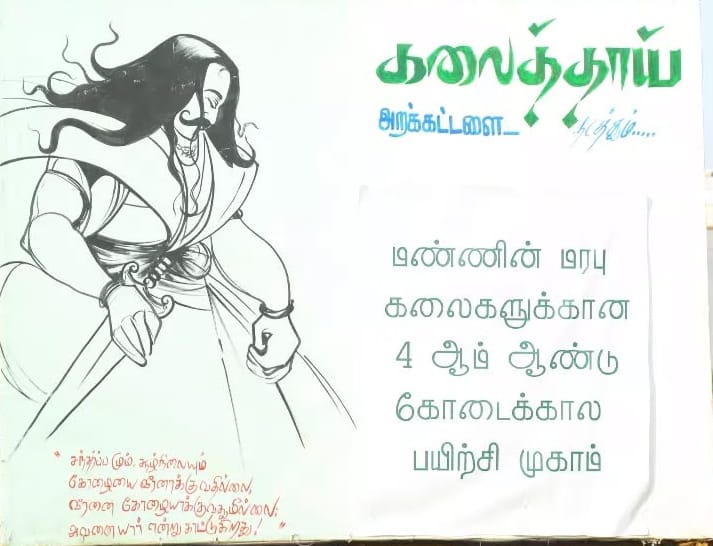 கலைத்தாய்
அறக்கட்டளை... நடத்தும்.....
மண்ணின் மரபு
கலைகளுக்கான
4 ஆம் ஆண்டு
கோடைக்கால
பயிற்சி முகாம்
"சந்தர்ப்பமும், சூழ்நிலையும்
கோழையை வீரனாக்குவதில்லை,
வீரனை கோழையாக்குவதுமில்லை;
அவனை யார் என்று காட்டுகிறது!"